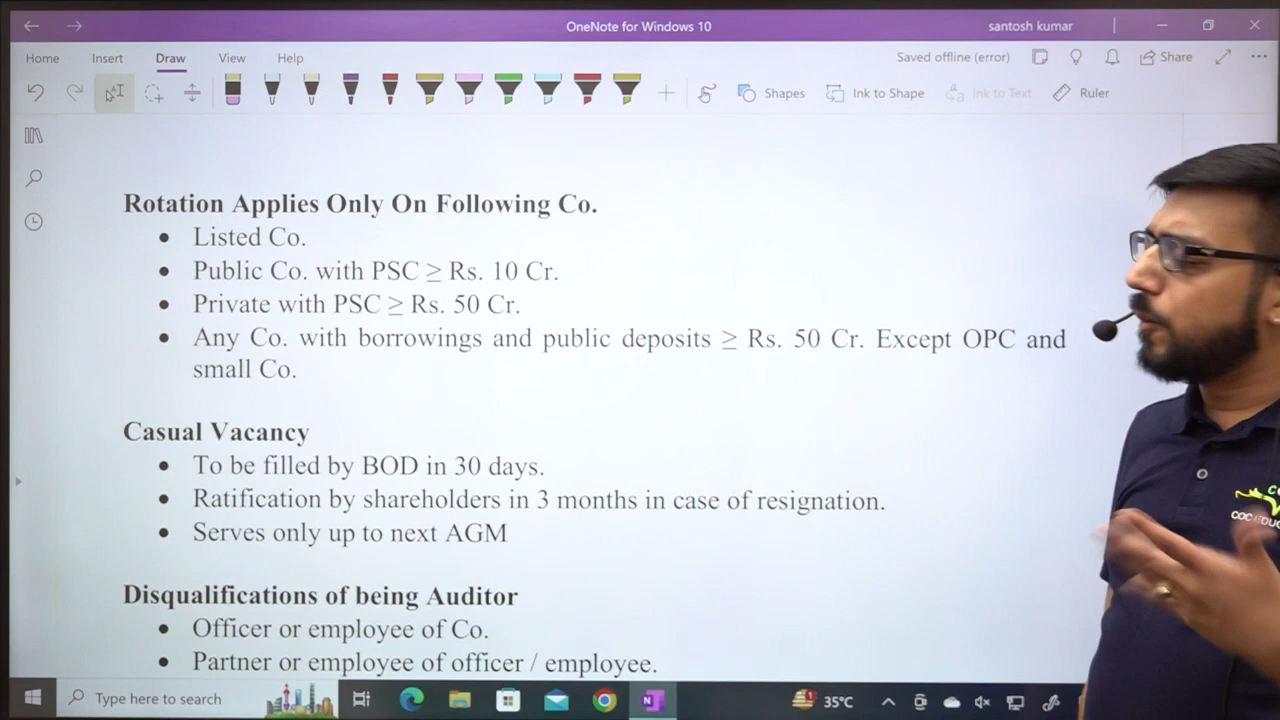 OneNote for Windows 10
santosh kumar
Home Insert Draw View Help
Saved offline (error)
Share
Shapes
Ink to Shape
Ink to Text
Ruler
Rotation Applies Only On Following Co.
• Listed Co.
• Public Co. with PSC ≥ Rs. 10 Cr.
• Private with PSC ≥ Rs. 50 Cr.
• Any Co. with borrowings and public deposits ≥ Rs. 50 Cr. Except OPC and
small Co.
Casual Vacancy
• To be filled by BOD in 30 days.
• Ratification by shareholders in 3 months in case of resignation.
• Serves only up to next AGM
Disqualifications of being Auditor
• Officer or employee of Co.
• Partner or employee of officer / employee.
Type here to search
1
35°C